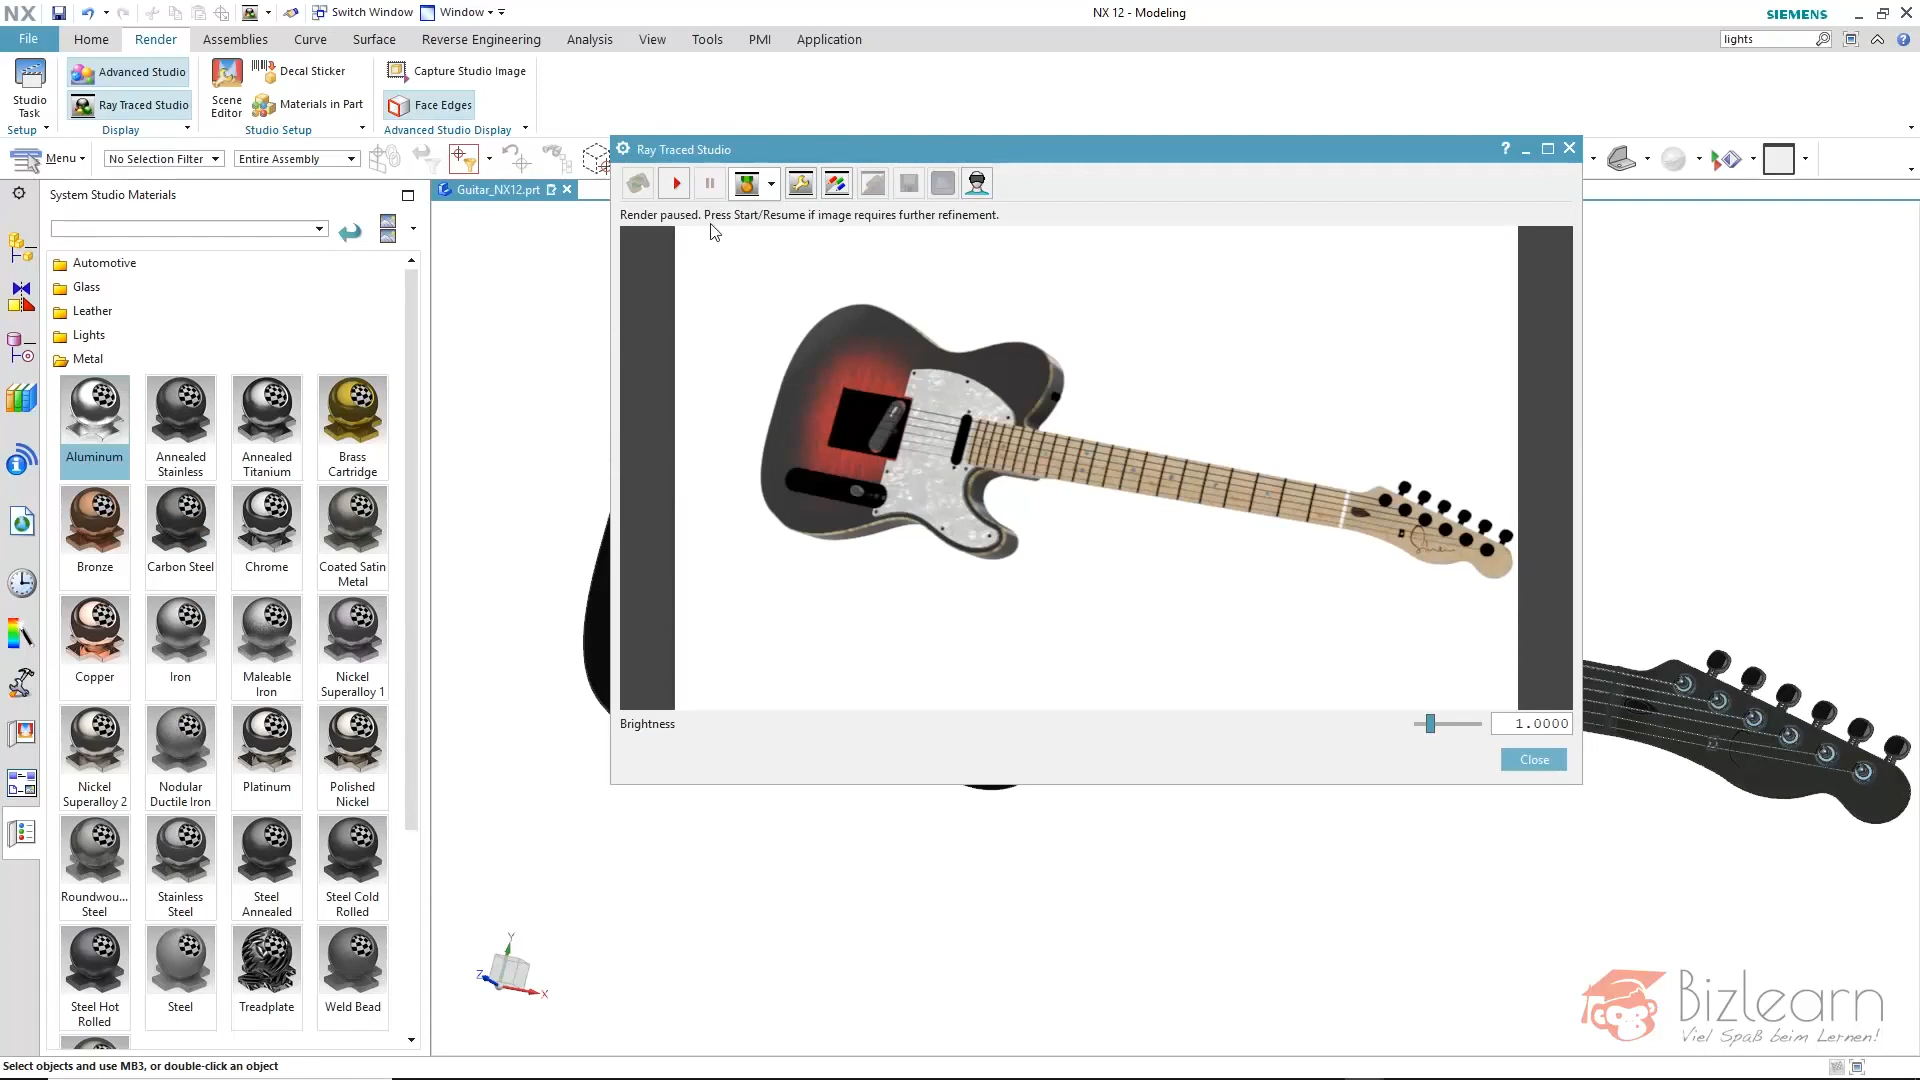 NX
Switch Window
Window
NX 12 - Modeling
SIEMENS
File
Home
Render
Assemblies
Curve
Surface
Reverse Engineering
Analysis
View
Tools
PMI
Application
lights
Studio
Task
Setup
Advanced Studio
Ray Traced Studio
Display
Scene
Editor
Decal Sticker
Materials in Part
Studio Setup
Capture Studio Image
Face Edges
Advanced Studio Display
Menu
No Selection Filter
Entire Assembly
Ray Traced Studio
Render paused. Press Start/Resume if image requires further refinement.
Brightness
1.0000
Close
System Studio Materials
Guitar_NX12.prt
Automotive
Glass
Leather
Lights
Metal
Aluminum
Annealed
Stainless
Annealed
Titanium
Brass
Cartridge
Bronze
Carbon Steel
Chrome
Coated Satin
Metal
Copper
Iron
Maleable
Iron
Nickel
Superalloy 1
Nickel
Superalloy 2
Nodular
Ductile Iron
Platinum
Polished
Nickel
Roundwou...
Steel
Stainless
Steel
Steel
Annealed
Steel Cold
Rolled
Steel Hot
Rolled
Steel
Treadplate
Weld Bead
Y
Z
X
Bizlearn
Viel Spaß beim Lernen!
Select objects and use MB3, or double-click an object